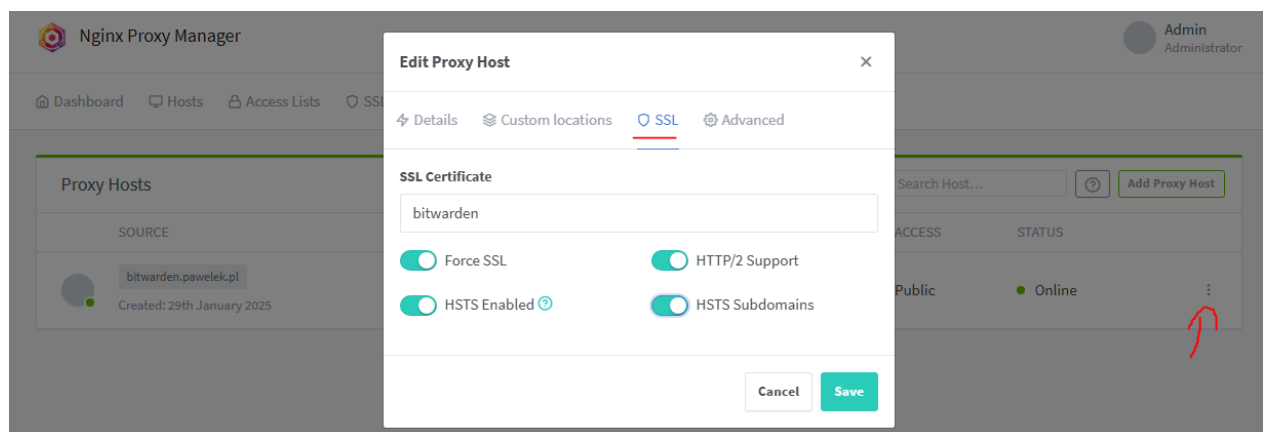 Nginx Proxy Manager
Admin
Administrator
Dashboard Hosts Access Lists SSL
Edit Proxy Host
Details Custom locations SSL Advanced
SSL Certificate
bitwarden
Force SSL HTTP/2 Support
HSTS Enabled HSTS Subdomains
Cancel Save
Proxy Hosts
Search Host... Add Proxy Host
SOURCE ACCESS STATUS
bitwarden.pawelek.pl
Created: 29th January 2025
Public Online